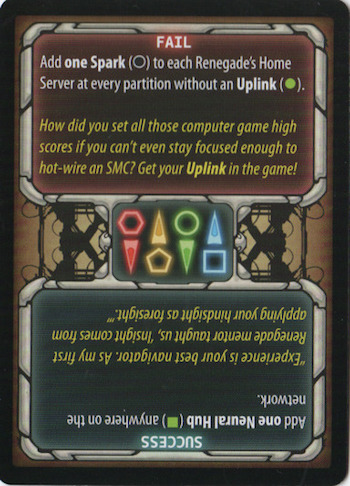 FAIL
Add one Spark (⬡) to each Renegade's Home
Server at every partition without an Uplink (●).
How did you set all those computer game high
scores if you can't even stay focused enough to
hot-wire an SMC? Get your Uplink in the game!
SUCCESS
Add one Neural Hub (■) anywhere on the
network.
"Experience is your best navigator. As my first
Renegade mentor taught us, 'Insight comes from
applying your hindsight as foresight.'"